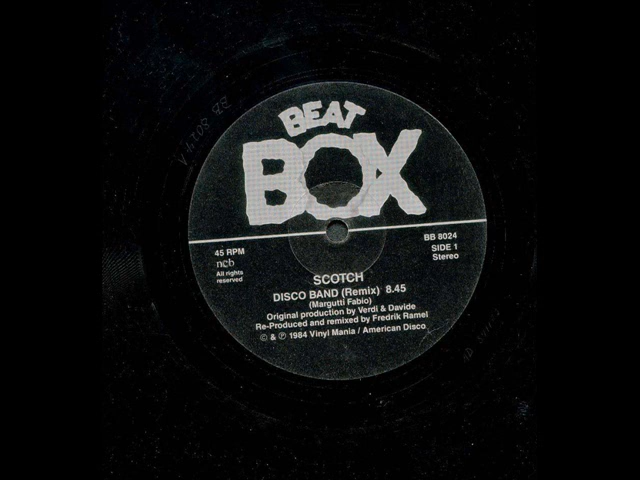 BEAT
BOX
45 RPM
ncb
All rights
reserved
BB 8024
SIDE 1
Stereo
SCOTCH
DISCO BAND (Remix) 8.45
(Margutti Fabio)
Original production by Verdi & Davide
Re-Produced and remixed by Fredrik Ramel
© & ℗ 1984 Vinyl Mania / American Disco